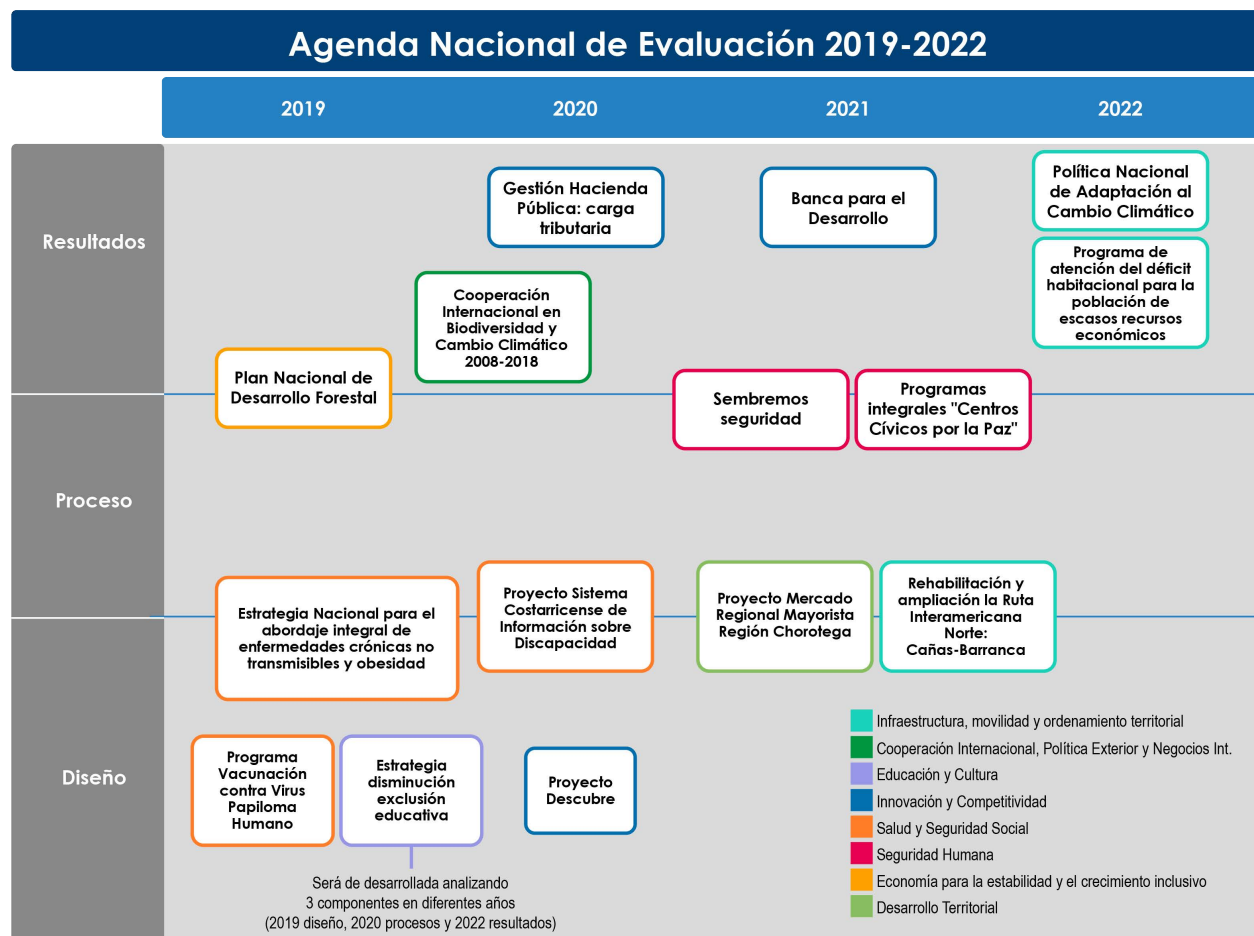 Agenda Nacional de Evaluación 2019-2022
2019
2020
2021
2022
Resultados
Gestión Hacienda
Pública: carga
tributaria
Banca para el
Desarrollo
Política Nacional
de Adaptación al
Cambio Climático
Programa de
atención del déficit
habitacional para la
población de
escasos recursos
económicos
Cooperación
Internacional en
Biodiversidad y
Cambio Climático
2008-2018
Plan Nacional de
Desarrollo Forestal
Sembremos
seguridad
Programas
integrales "Centros
Cívicos por la Paz"
Proceso
Estrategia Nacional para el
abordaje integral de
enfermedades crónicas no
transmisibles y obesidad
Proyecto Sistema
Costarricense de
Información sobre
Discapacidad
Proyecto Mercado
Regional Mayorista
Región Chorotega
Rehabilitación y
ampliación la Ruta
Interamericana
Norte:
Cañas-Barranca
Diseño
Programa
Vacunación
contra Virus
Papiloma
Humano
Estrategia
disminución
exclusión
educativa
Proyecto
Descubre
Será de desarrollada analizando
3 componentes en diferentes años
(2019 diseño, 2020 procesos y 2022 resultados)
Infraestructura, movilidad y ordenamiento territorial
Cooperación Internacional, Política Exterior y Negocios Int.
Educación y Cultura
Innovación y Competitividad
Salud y Seguridad Social
Seguridad Humana
Economía para la estabilidad y el crecimiento inclusivo
Desarrollo Territorial